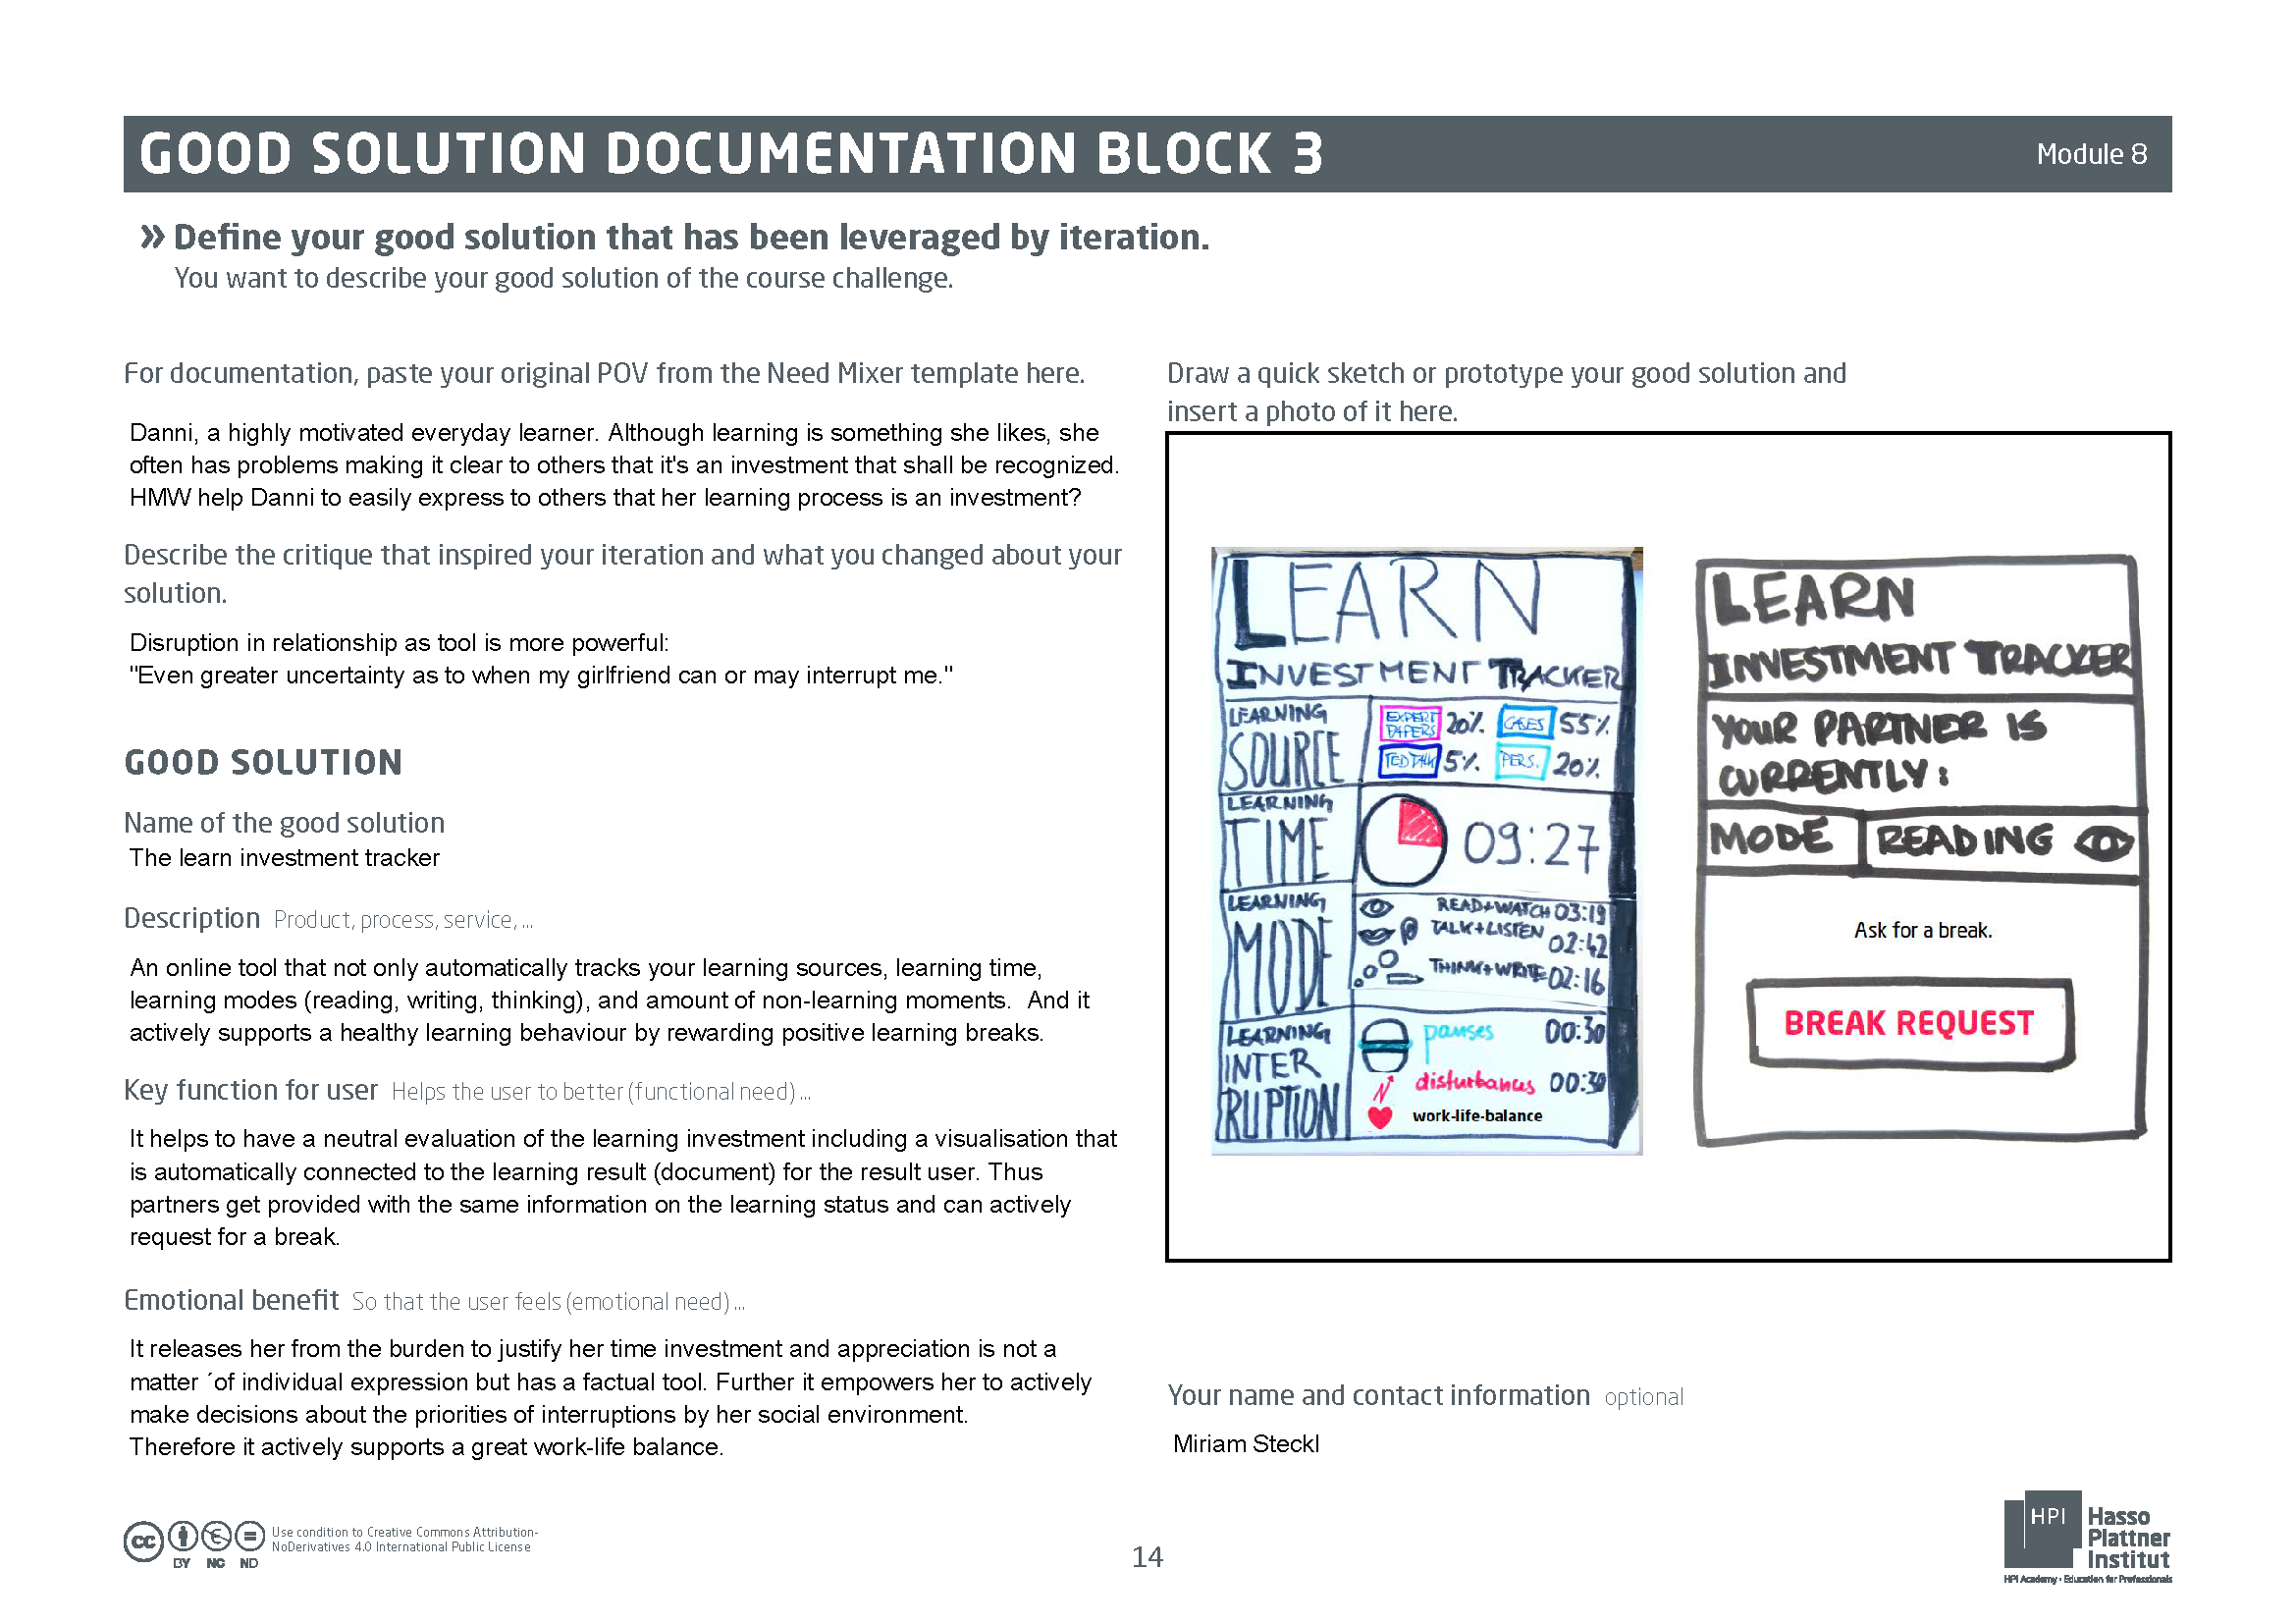 GOOD SOLUTION DOCUMENTATION BLOCK 3
Module 8
» Define your good solution that has been leveraged by iteration.
You want to describe your good solution of the course challenge.
For documentation, paste your original POV from the Need Mixer template here.
Danni, a highly motivated everyday learner. Although learning is something she likes, she
often has problems making it clear to others that it's an investment that shall be recognized.
HMW help Danni to easily express to others that her learning process is an investment?
Describe the critique that inspired your iteration and what you changed about your
solution.
Disruption in relationship as tool is more powerful:
"Even greater uncertainty as to when my girlfriend can or may interrupt me."
GOOD SOLUTION
Name of the good solution
The learn investment tracker
Description Product, process, service, ...
An online tool that not only automatically tracks your learning sources, learning time,
learning modes (reading, writing, thinking), and amount of non-learning moments. And it
actively supports a healthy learning behaviour by rewarding positive learning breaks.
Key function for user Helps the user to better (functional need) ...
It helps to have a neutral evaluation of the learning investment including a visualisation that
is automatically connected to the learning result (document) for the result user. Thus
partners get provided with the same information on the learning status and can actively
request for a break.
Emotional benefit So that the user feels (emotional need) ...
It releases her from the burden to justify her time investment and appreciation is not a
matter ´of individual expression but has a factual tool. Further it empowers her to actively
make decisions about the priorities of interruptions by her social environment.
Therefore it actively supports a great work-life balance.
Draw a quick sketch or prototype your good solution and
insert a photo of it here.
LEARN
INVESTMENT TRACKER
LEARNING
SOURCE
EXPERT
PAPERS
20%
CASES
55%
TED TALK
5%
PERS.
20%
LEARNING
TIME
09:27
LEARNING
MODE
READ+WATCH 03:19
TALK+LISTEN
02:42
THINK+WRITE 02:16
LEARNING
INTER
RUPTION
pauses 00:30
disturbances 00:30
work-life-balance
LEARN
INVESTMENT TRACKER
YOUR PARTNER IS
CURRENTLY:
MODE
READING
Ask for a break.
BREAK REQUEST
Your name and contact information optional
Miriam Steckl
cc
BY NC ND
Use condition to Creative Commons Attribution-
NoDerivatives 4.0 International Public License
14
HPI
Hasso
Plattner
Institut
HPI Academy • Education for Professionals